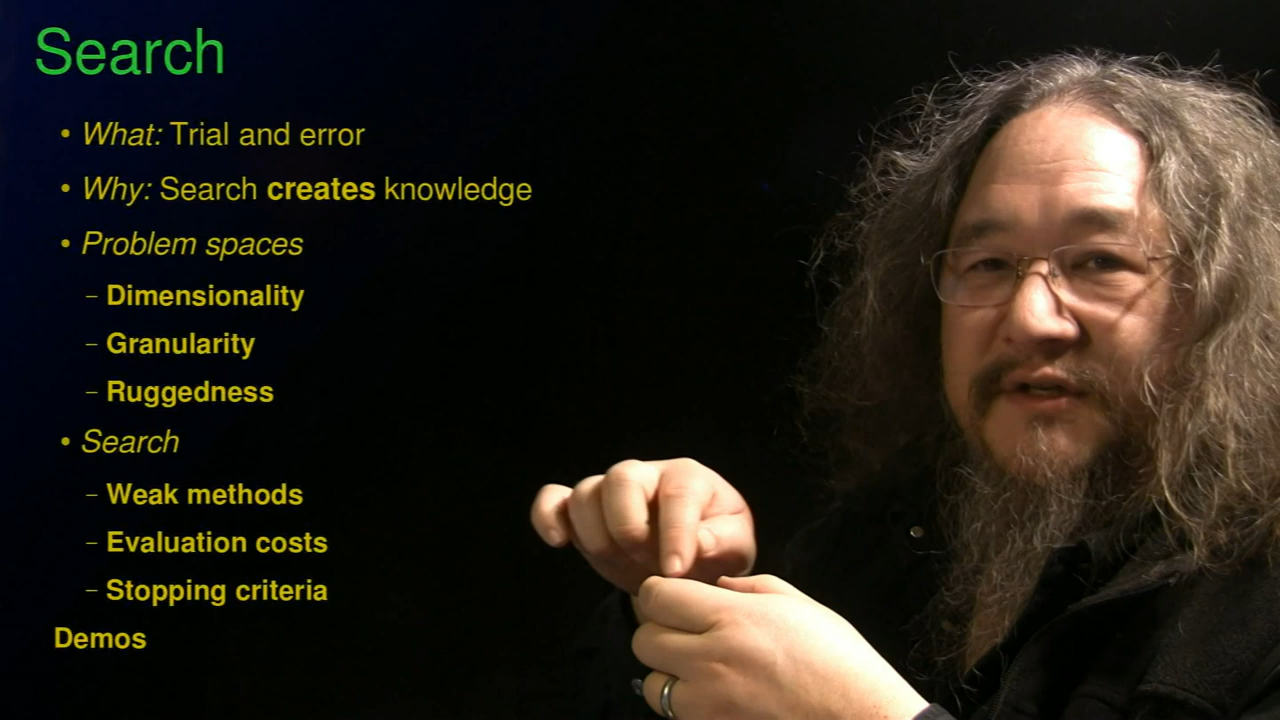 Search
• What: Trial and error
• Why: Search creates knowledge
• Problem spaces
– Dimensionality
– Granularity
– Ruggedness
• Search
– Weak methods
– Evaluation costs
– Stopping criteria
Demos